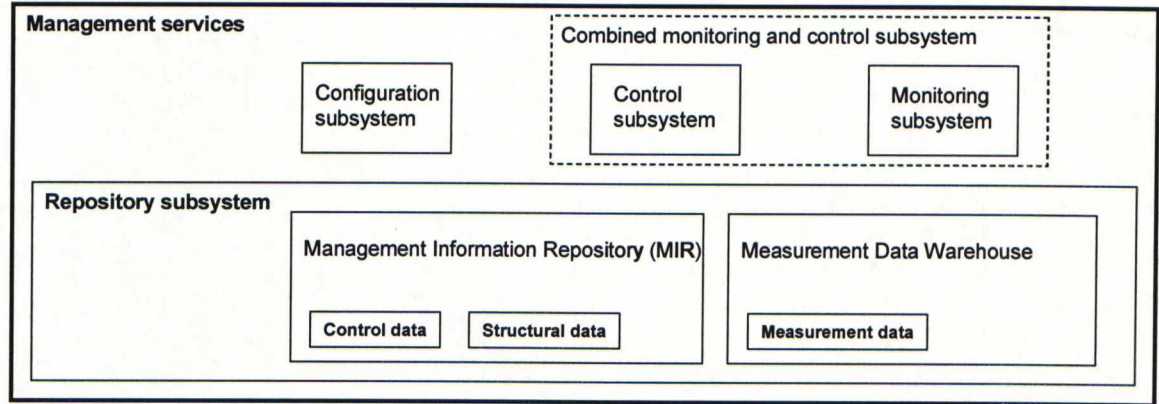 Management services
Combined monitoring and control subsystem
Configuration
subsystem
Control
subsystem
Monitoring
subsystem
Repository subsystem
Management Information Repository (MIR)
Measurement Data Warehouse
Control data
Structural data
Measurement data